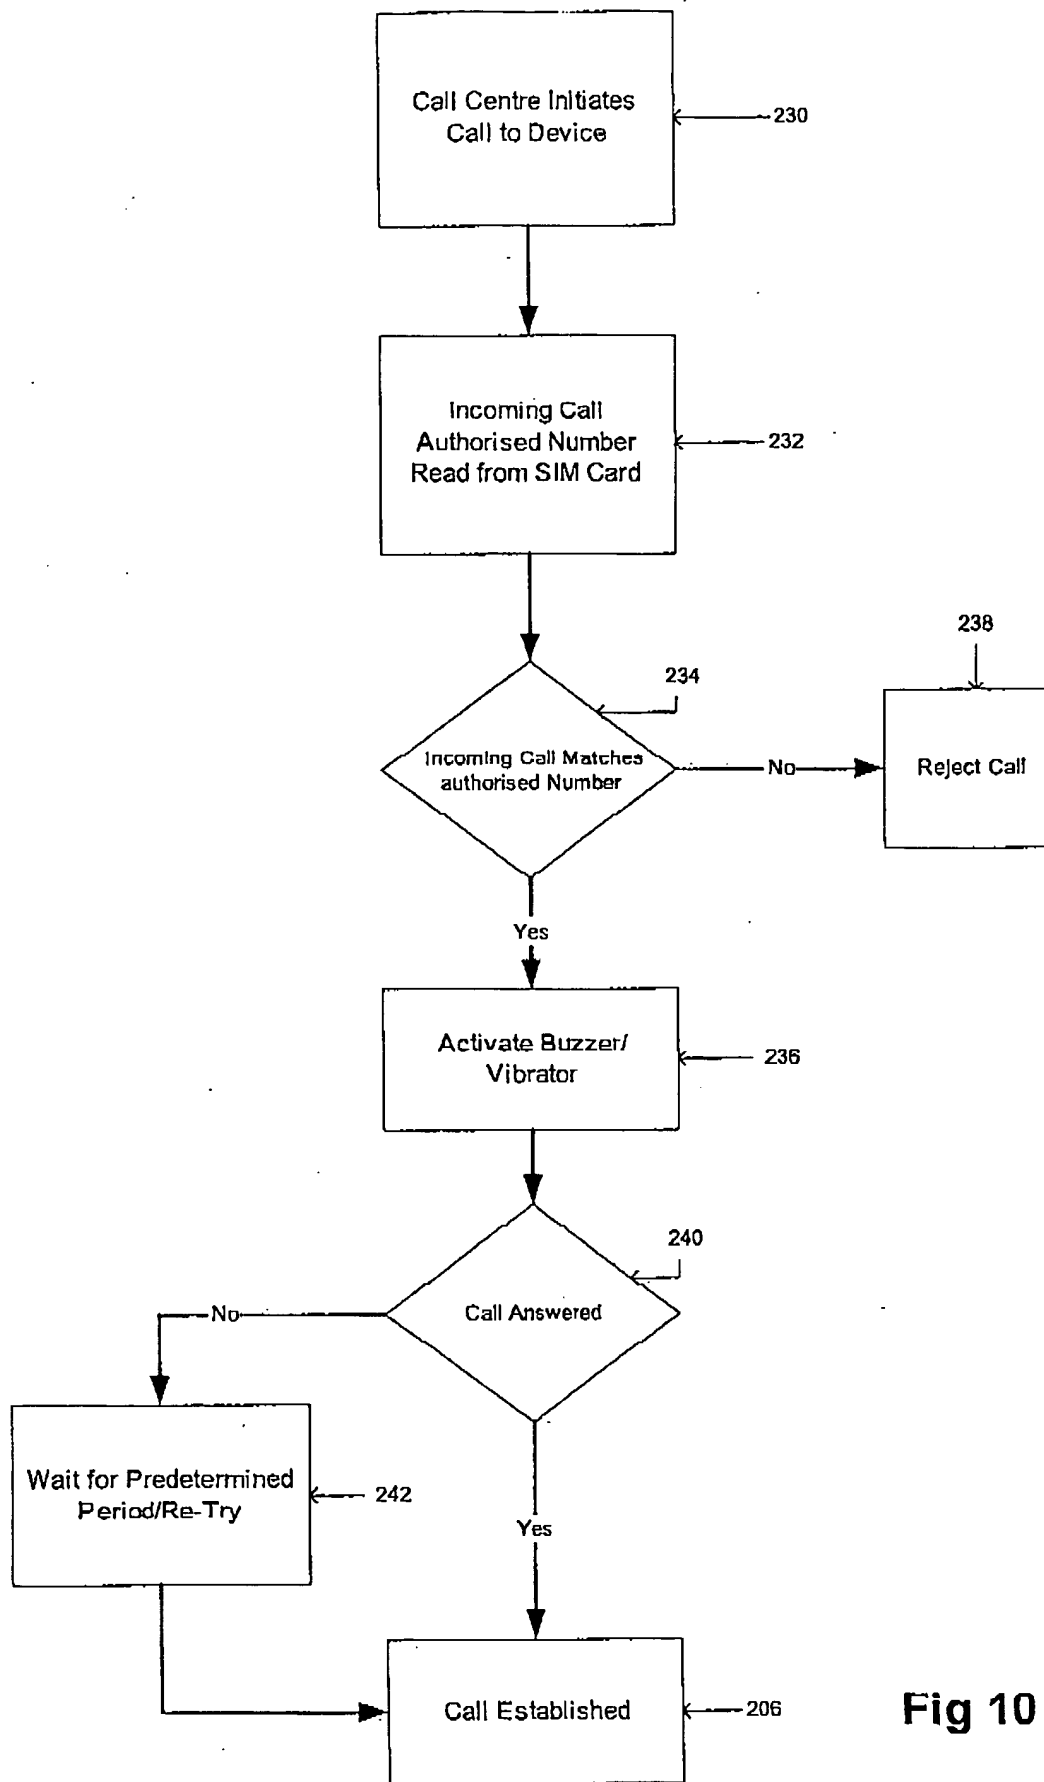 Call Centre Initiates
Call to Device
230
Incoming Call
Authorised Number
Read from SIM Card
232
234
238
Incoming Call Matches
authorised Number
No
Reject Call
Yes
Activate Buzzer/
Vibrator
236
240
Call Answered
No
Wait for Predetermined
Period/Re-Try
242
Yes
Call Established
206
Fig 10